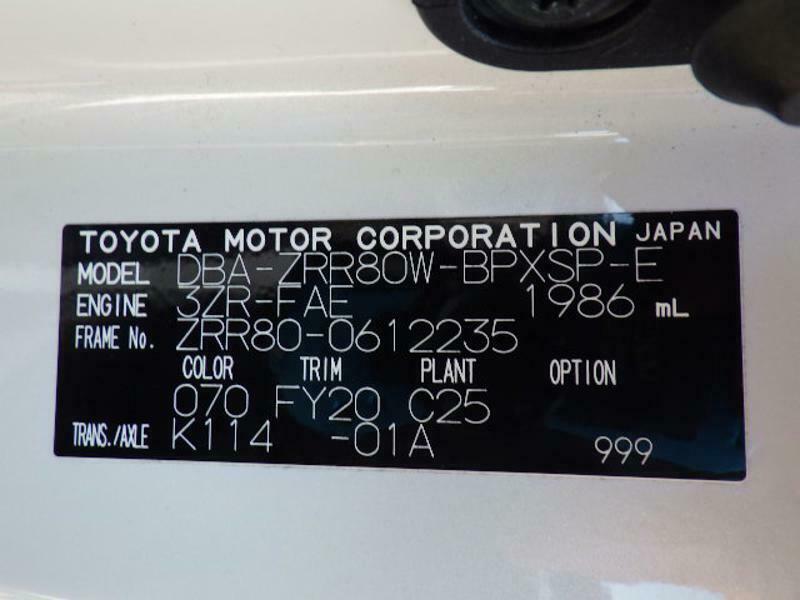 TOYOTA MOTOR CORPORATION JAPAN
MODEL DBA-ZRR80W-BPXSP-E
ENGINE 3ZR-FAE 1986 mL
FRAME No. ZRR80-0612235
COLOR TRIM PLANT OPTION
070 FY20 C25
TRANS./AXLE K114 -01A 999